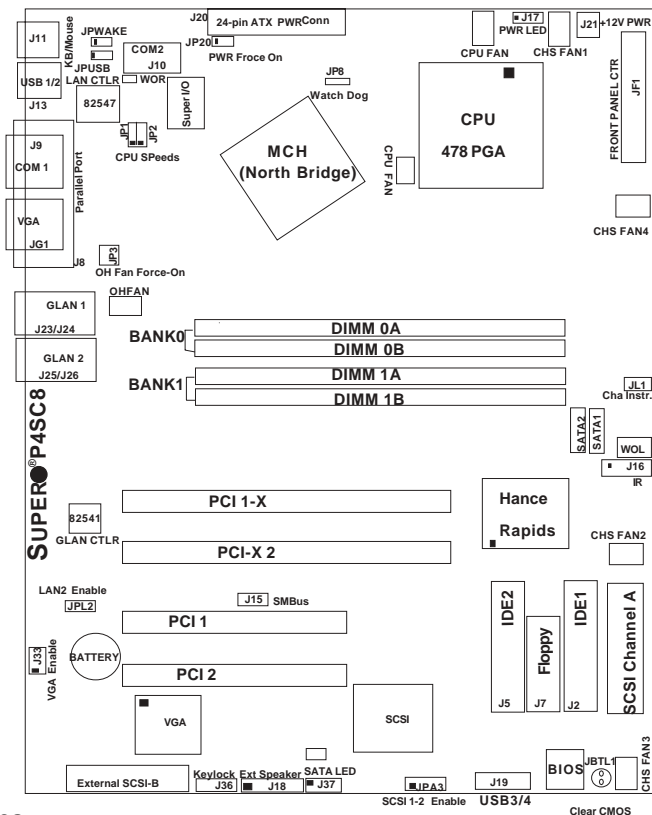 J20
24-pin ATX PWRConn
J17
PWR LED
J21
+12V PWR
J11
KB/Mouse
JPWAKE
JPUSB
COM2
J10
JP20
PWR Froce On
CPU FAN
CHS FAN1
USB 1/2
J13
LAN CTLR
WOR
82547
Super I/O
JP8
Watch Dog
FRONT PANEL CTR
JF1
JP1
JP2
CPU SPeeds
MCH
(North Bridge)
CPU
478 PGA
CPU FAN
J9
COM 1
Parallel Port
VGA
JG1
J8
JP3
OH Fan Force-On
CHS FAN4
OHFAN
GLAN 1
J23/J24
GLAN 2
J25/J26
BANK0
DIMM 0A
DIMM 0B
BANK1
DIMM 1A
DIMM 1B
JL1
Cha Instr.
SATA2
SATA1
WOL
J16
IR
SUPER ® P4SC8
PCI 1-X
82541
GLAN CTLR
PCI-X 2
Hance
Rapids
CHS FAN2
LAN2 Enable
JPL2
J15
SMBus
PCI 1
J33
VGA Enable
BATTERY
PCI 2
IDE2
J5
Floppy
J7
IDE1
J2
SCSI Channel A
VGA
SCSI
External SCSI-B
Keylock
J36
Ext Speaker
J18
SATA LED
J37
JPA3
SCSI 1-2 Enable
J19
USB3/4
BIOS
JBTL1
Clear CMOS
CHS FAN3